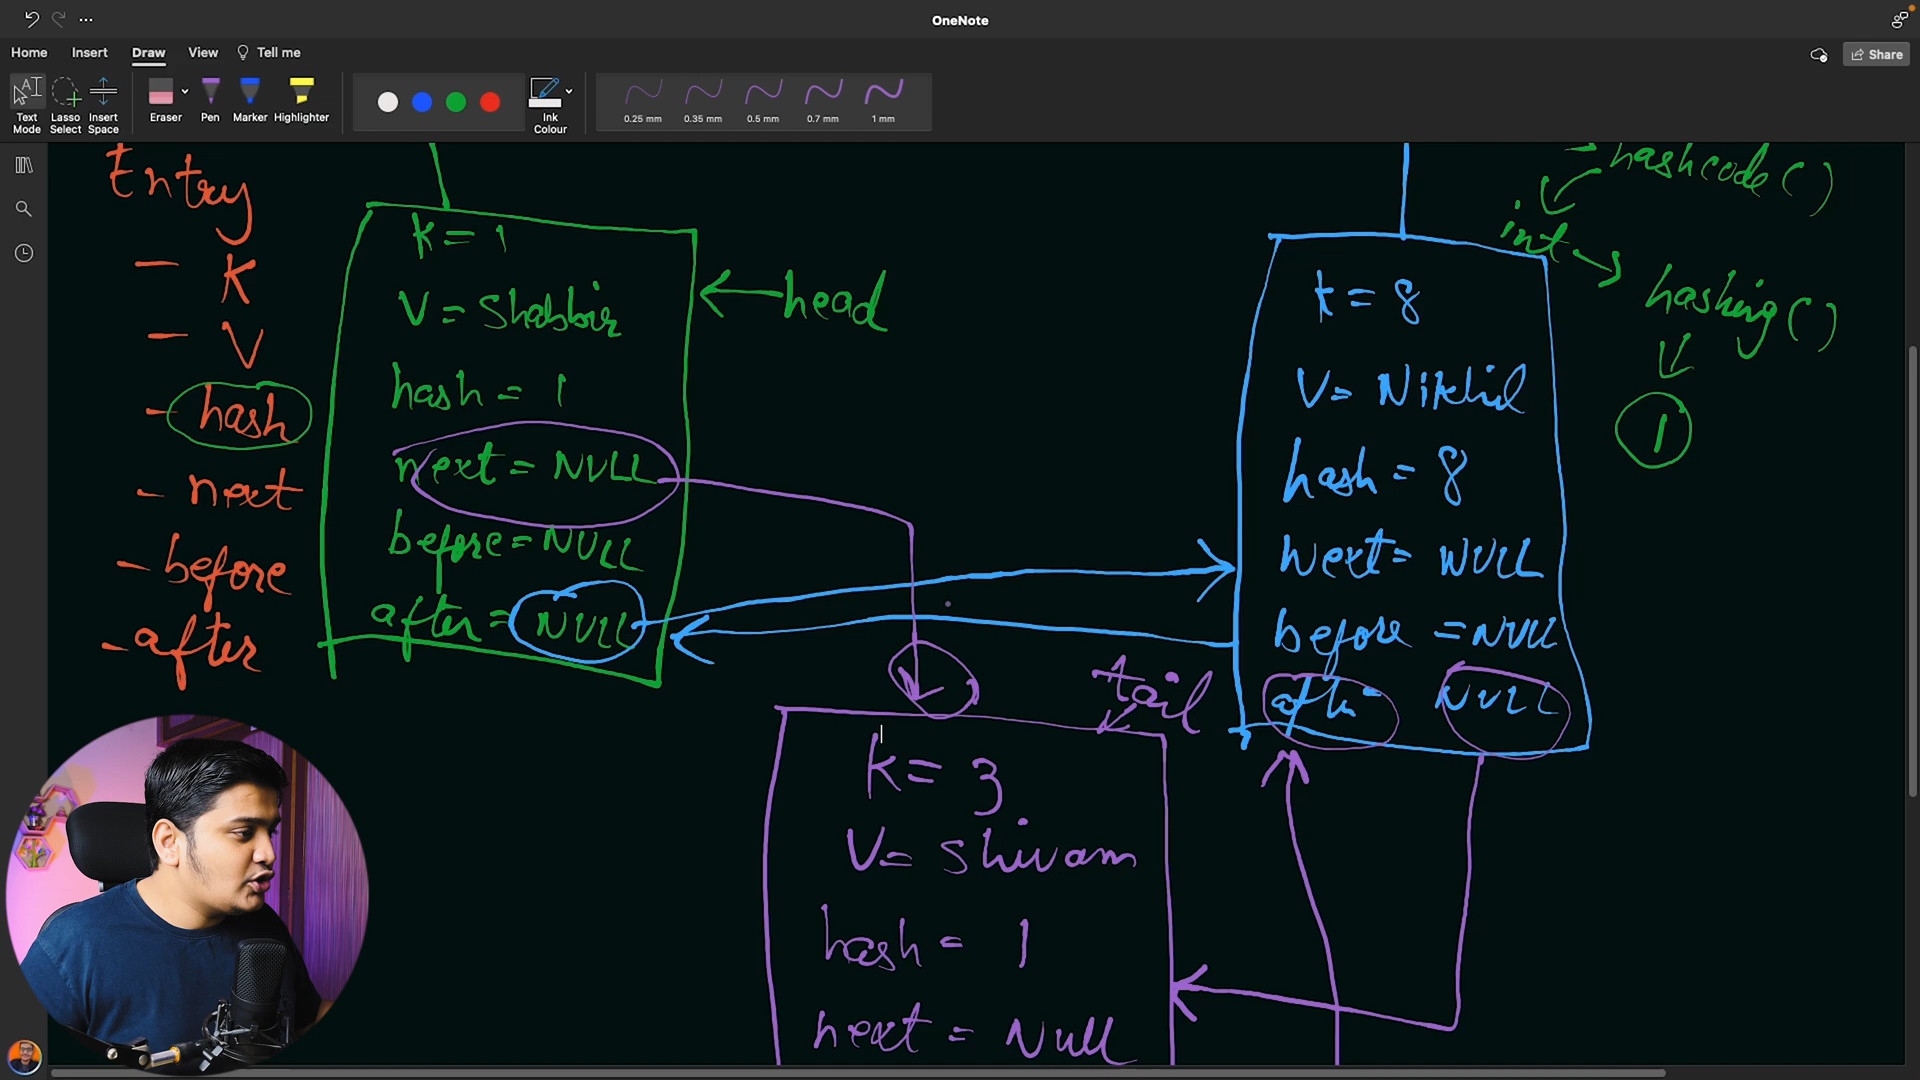 OneNote
Home Insert Draw View Tell me
Share
Text Mode
Lasso Select
Insert Space
Eraser
Pen
Marker
Highlighter
Ink Colour
0.25 mm
0.35 mm
0.5 mm
0.7 mm
1 mm
Entry
- K
- V
- hash
- next
- before
- after
k = 1
V = Shabbir
hash = 1
next = NULL
before = NULL
after = NULL
head
k = 8
V = Nikhil
hash = 8
Next = NULL
before = NULL
after NULL
- hashcode()
int
hashing()
1
tail
k = 3
V = Shivam
hash = 1
next = Null